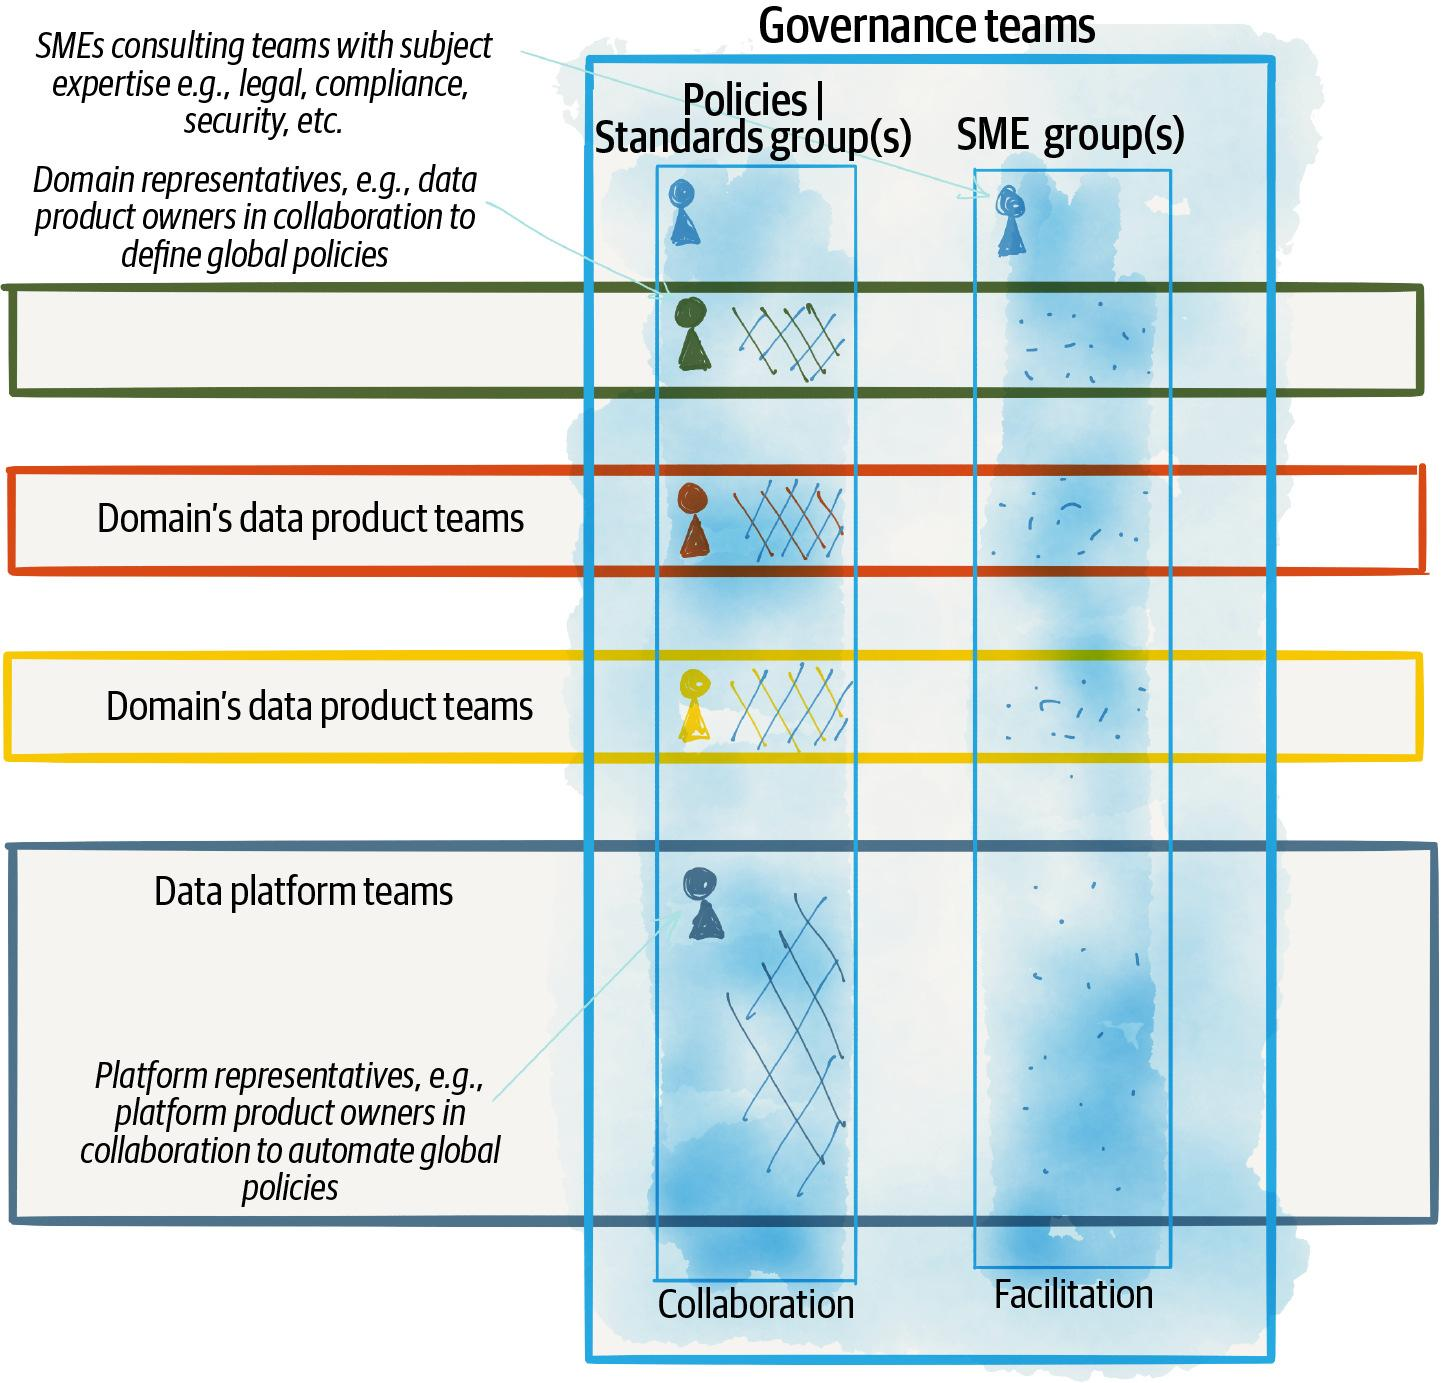 Governance teams
SMEs consulting teams with subject
expertise e.g., legal, compliance,
security, etc.
Policies |
Standards group(s)
SME group(s)
Domain representatives, e.g., data
product owners in collaboration to
define global policies
Domain's data product teams
Domain's data product teams
Data platform teams
Platform representatives, e.g.,
platform product owners in
collaboration to automate global
policies
Collaboration
Facilitation